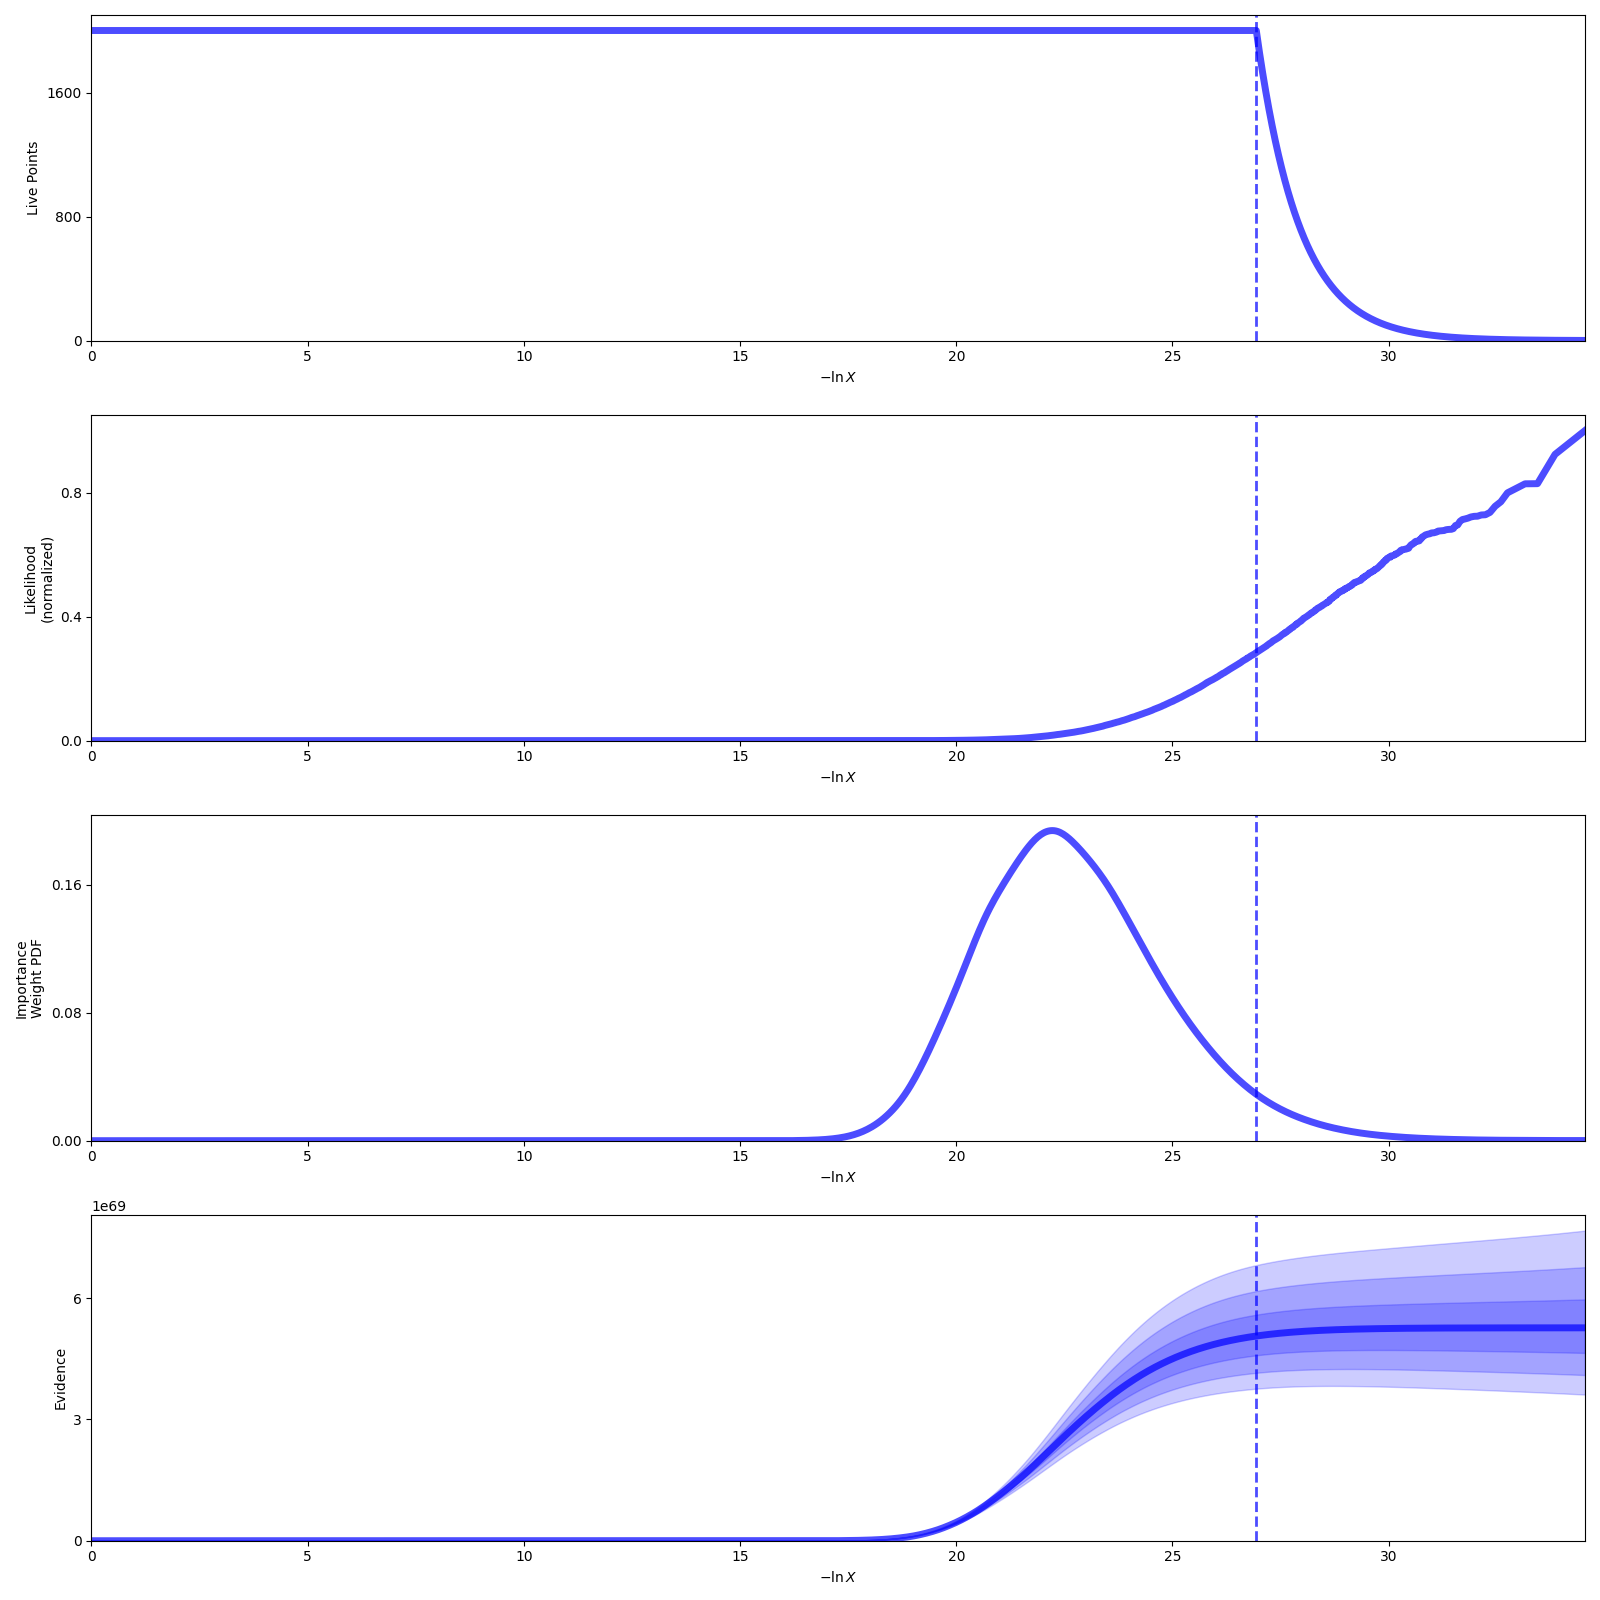 1600
800
0
Live Points
0 5 10 15 20 25 30
−ln X
0.8
0.4
0.0
Likelihood
(normalized)
0 5 10 15 20 25 30
−ln X
0.16
0.08
0.00
Importance
Weight PDF
0 5 10 15 20 25 30
−ln X
1e69
6
3
0
Evidence
0 5 10 15 20 25 30
−ln X